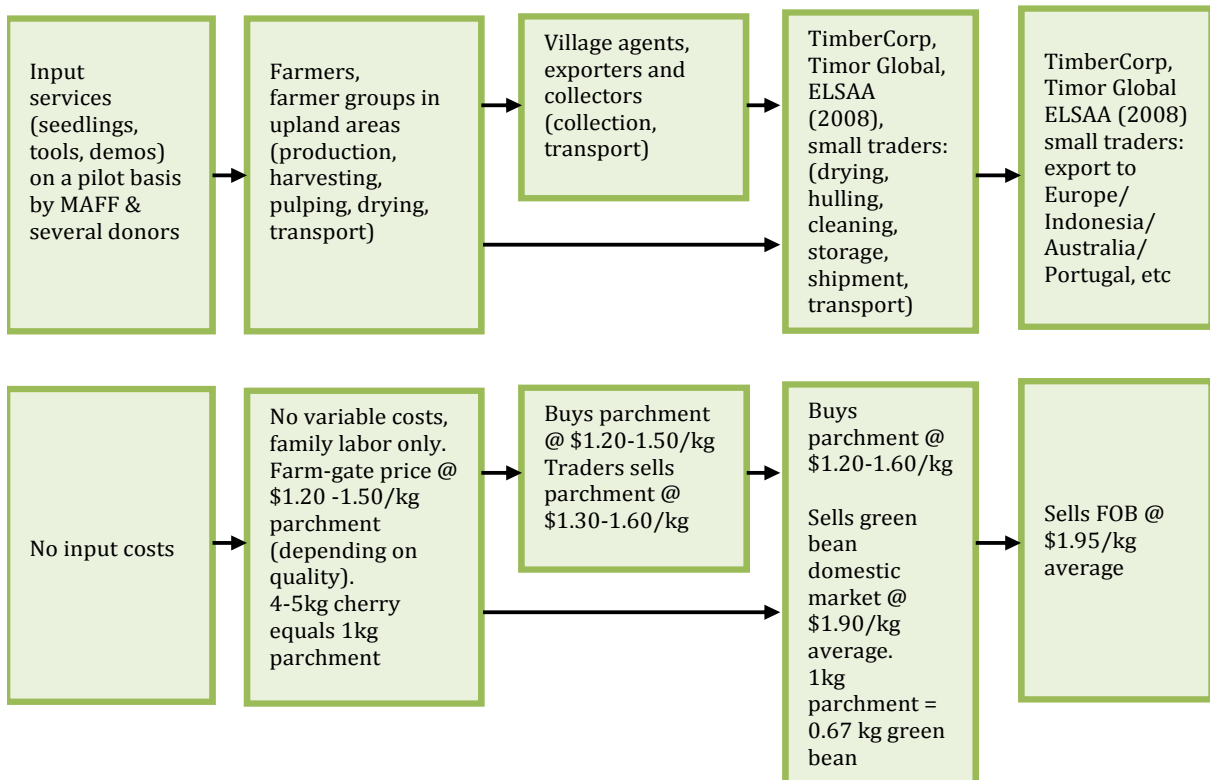 Input
services
(seedlings,
tools, demos)
on a pilot basis
by MAFF &
several donors
Farmers,
farmer groups in
upland areas
(production,
harvesting,
pulping, drying,
transport)
Village agents,
exporters and
collectors
(collection,
transport)
TimberCorp,
Timor Global,
ELSAA
(2008),
small traders:
(drying,
hulling,
cleaning,
storage,
shipment,
transport)
TimberCorp,
Timor Global
ELSAA (2008)
small traders:
export to
Europe/
Indonesia/
Australia/
Portugal, etc
No input costs
No variable costs,
family labor only.
Farm-gate price @
$1.20 -1.50/kg
parchment
(depending on
quality).
4-5kg cherry
equals 1kg
parchment
Buys parchment
@ $1.20-1.50/kg
Traders sells
parchment @
$1.30-1.60/kg
Buys
parchment @
$1.20-1.60/kg
Sells green
bean
domestic
market @
$1.90/kg
average.
1kg
parchment =
0.67 kg green
bean
Sells FOB @
$1.95/kg
average